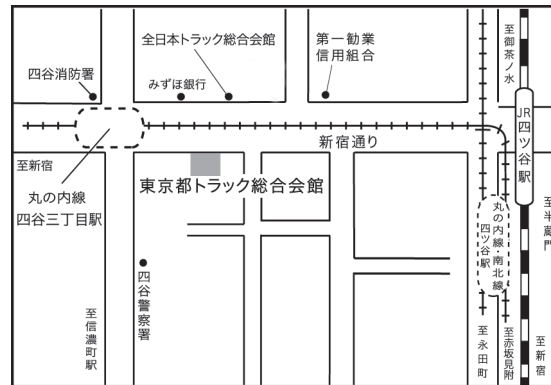 全日本トラック総合会館
第一勧業
信用組合
四谷消防署
みずほ銀行
至御茶ノ水
JR四ツ谷駅
新宿通り
至新宿
丸の内線
四谷三丁目駅
東京都トラック総合会館
丸の内線・南北線
四ツ谷駅
至半蔵門
四谷警察署
至信濃町駅
至永田町
至赤坂見附
至新宿